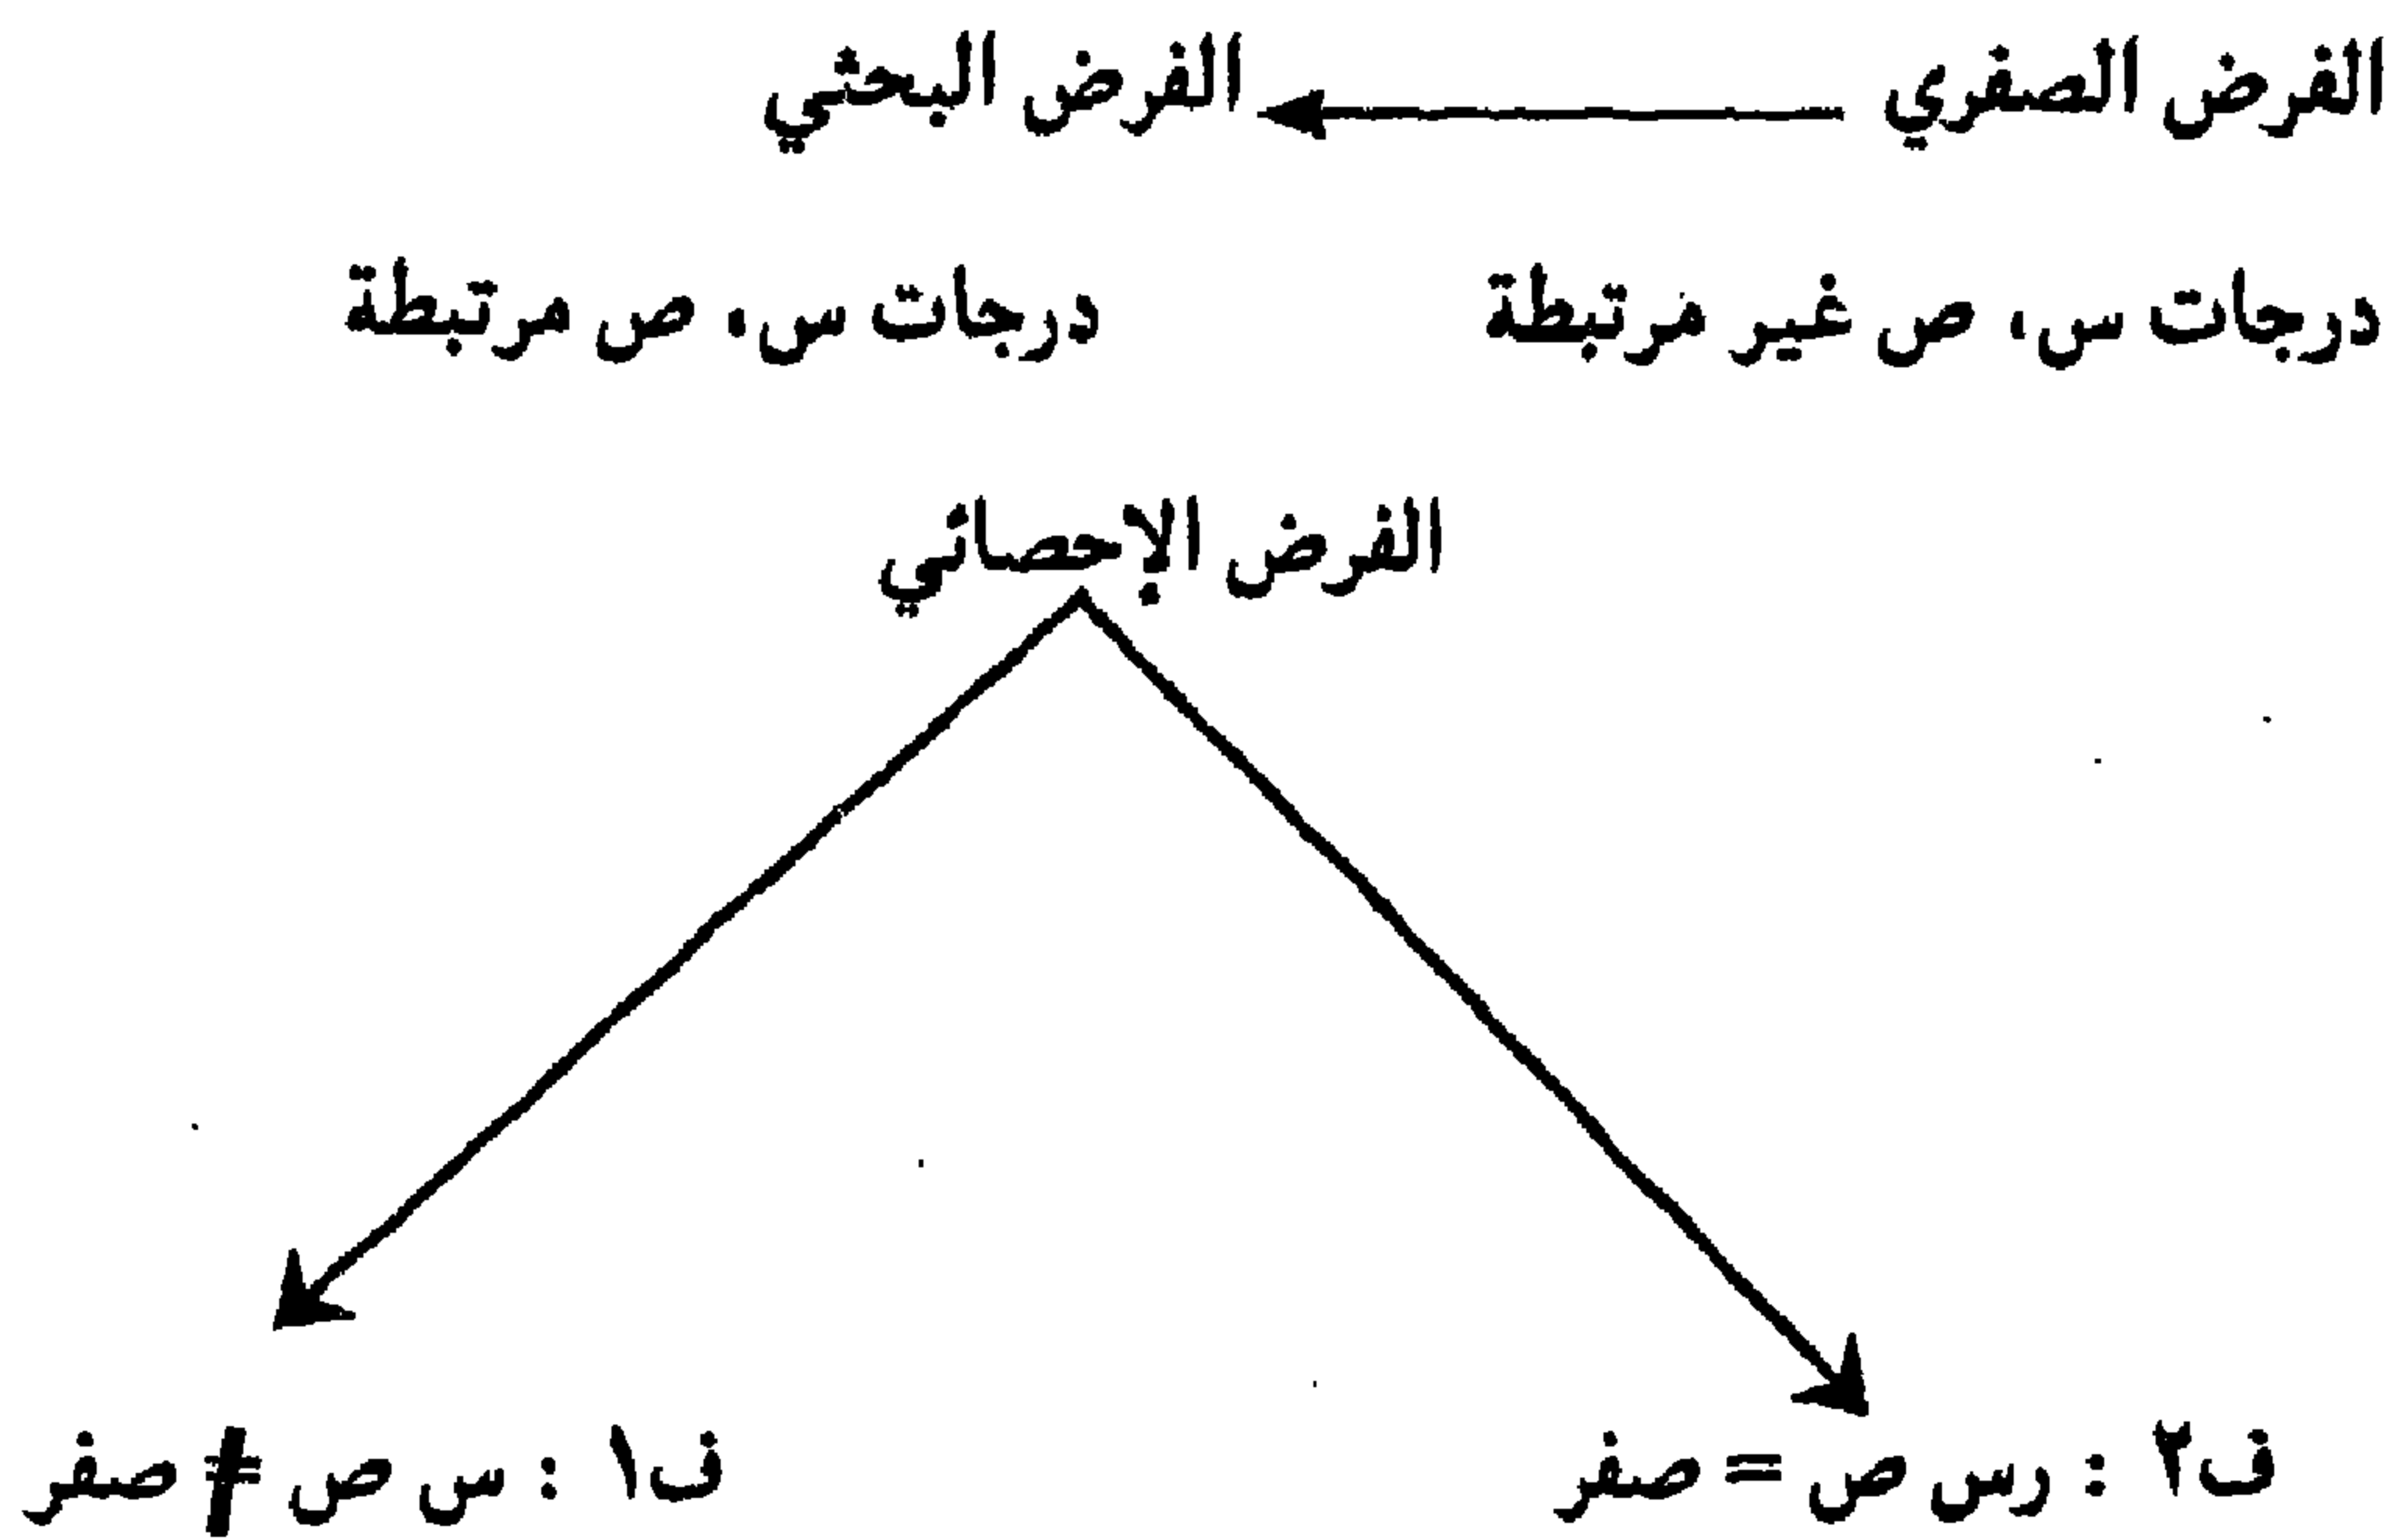 الفرض الصفري الفرض البحثي
درجات س، ص غير مرتبطة درجات س، ص مرتبطة
الفرض الإحصائي
ف٢ : رس ص = صفر ف١ : س ص ≠ صفر